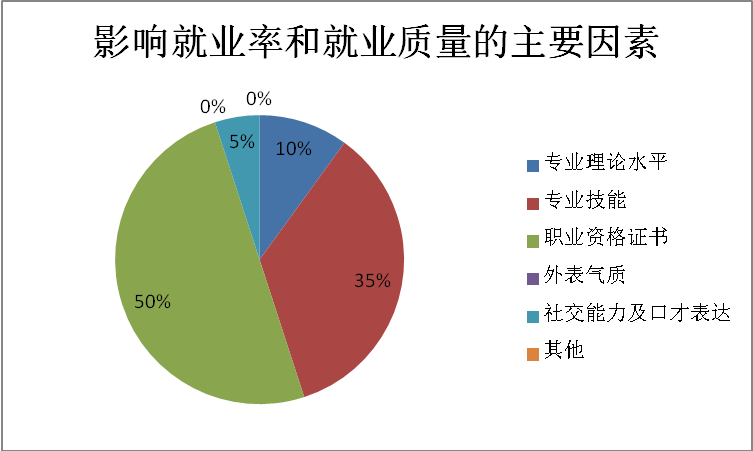 影响就业率和就业质量的主要因素
0%
0%
5%
10%
35%
50%
专业理论水平
专业技能
职业资格证书
外表气质
社交能力及口才表达
其他